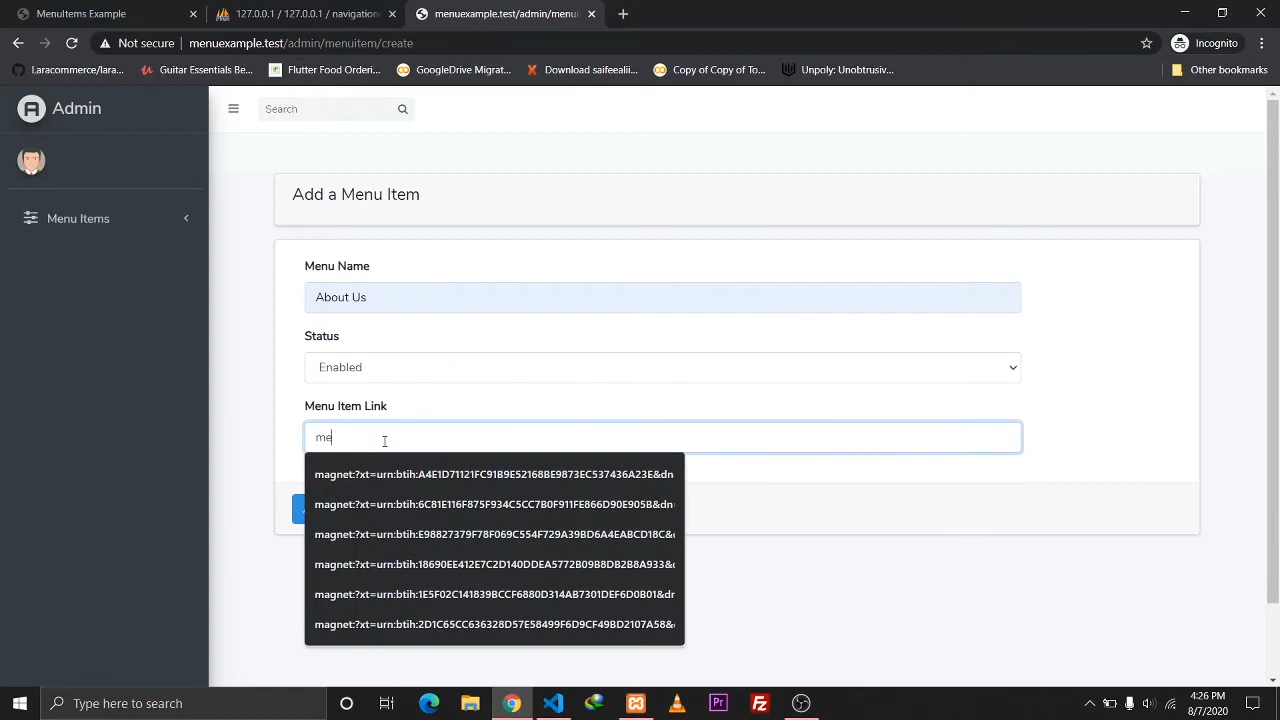 MenuItems Example
127.0.0.1 / 127.0.0.1 / navigation
menuexample.test/admin/menuit
Not secure
menuexample.test/admin/menuitem/create
Incognito
Laracommerce/lara...
Guitar Essentials Be...
Flutter Food Orderi...
GoogleDrive Migrat...
Download saifeealii...
Copy of Copy of To...
Unpoly: Unobtrusiv...
Other bookmarks
Admin
Search
Menu Items
Add a Menu Item
Menu Name
About Us
Status
Enabled
Menu Item Link
me
magnet:?xt=urn:btih:A4E1D71121FC91B9E52168BE9873EC537436A23E&dn
magnet:?xt=urn:btih:6C81E116F875F934C5CC7B0F911FE866D90E905B&dn
magnet:?xt=urn:btih:E98827379F78F069C554F729A39BD6A4EABCD18C&
magnet:?xt=urn:btih:18690EE412E7C2D140DDEA5772B09B8DB2B8A933&
magnet:?xt=urn:btih:1E5F02C141839BCCF6880D314AB7301DEF6D0B01&
magnet:?xt=urn:btih:2D1C65CC636328D57E58499F6D9CF49BD2107A58&
Type here to search
Pr
4:26 PM
8/7/2020